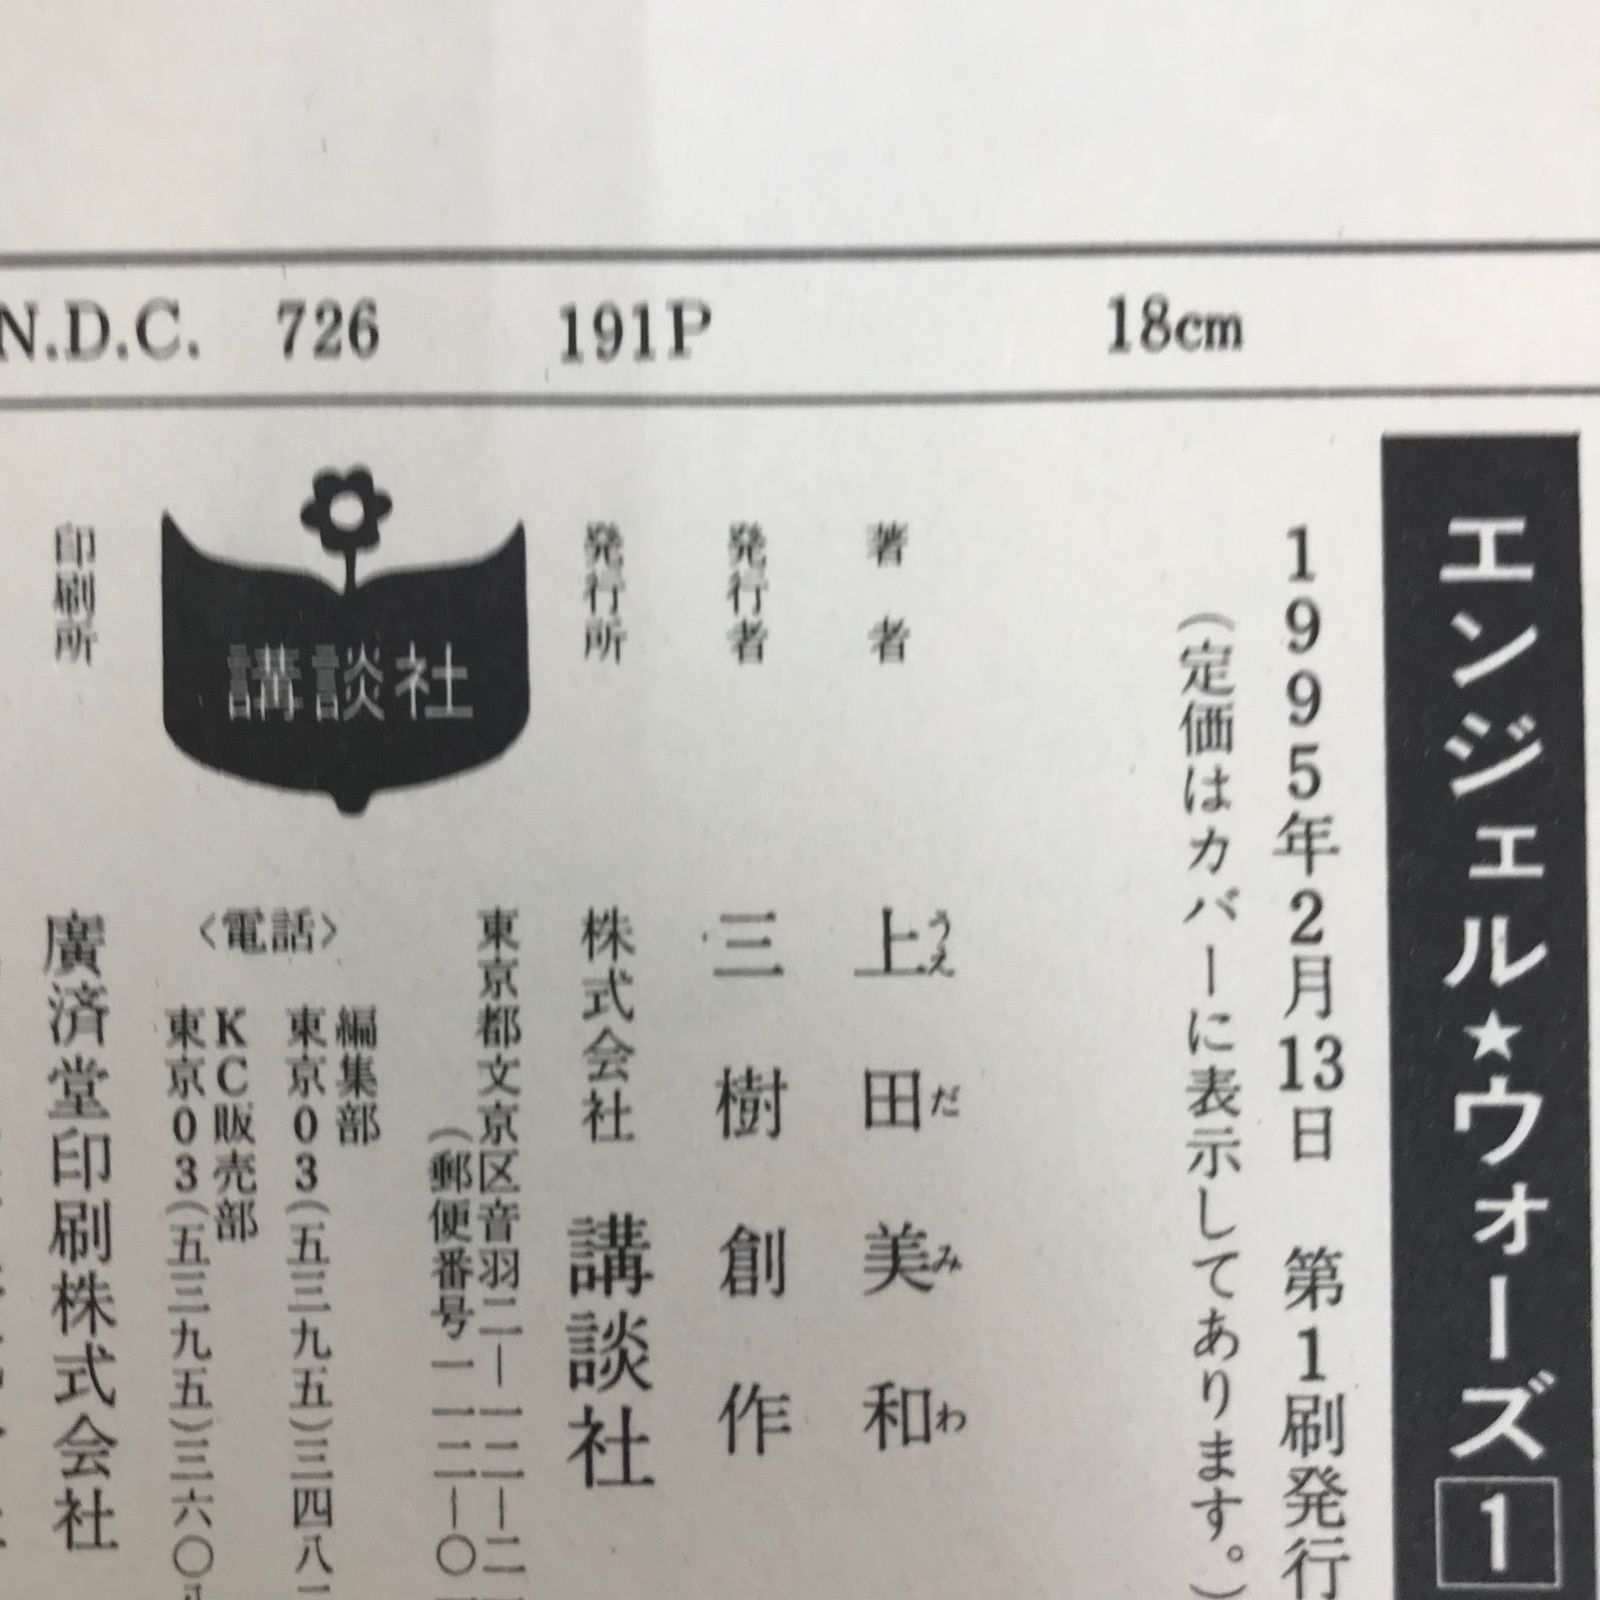 N.D.C. 726 191P 18cm
エンジェル★ウォーズ 1
1995年2月13日 第1刷発行
(定価はカバーに表示してあります。)
著者 上田美和
うえ だ み わ
発行者 三樹創作
発行所 株式会社 講談社
東京都文京区音羽二―一二―二
(郵便番号一一二―〇
講談社
〈電話〉
編集部
東京03(五三九五)三四八
KC販売部
東京03(五三九五)三六〇
印刷所 廣済堂印刷株式会社